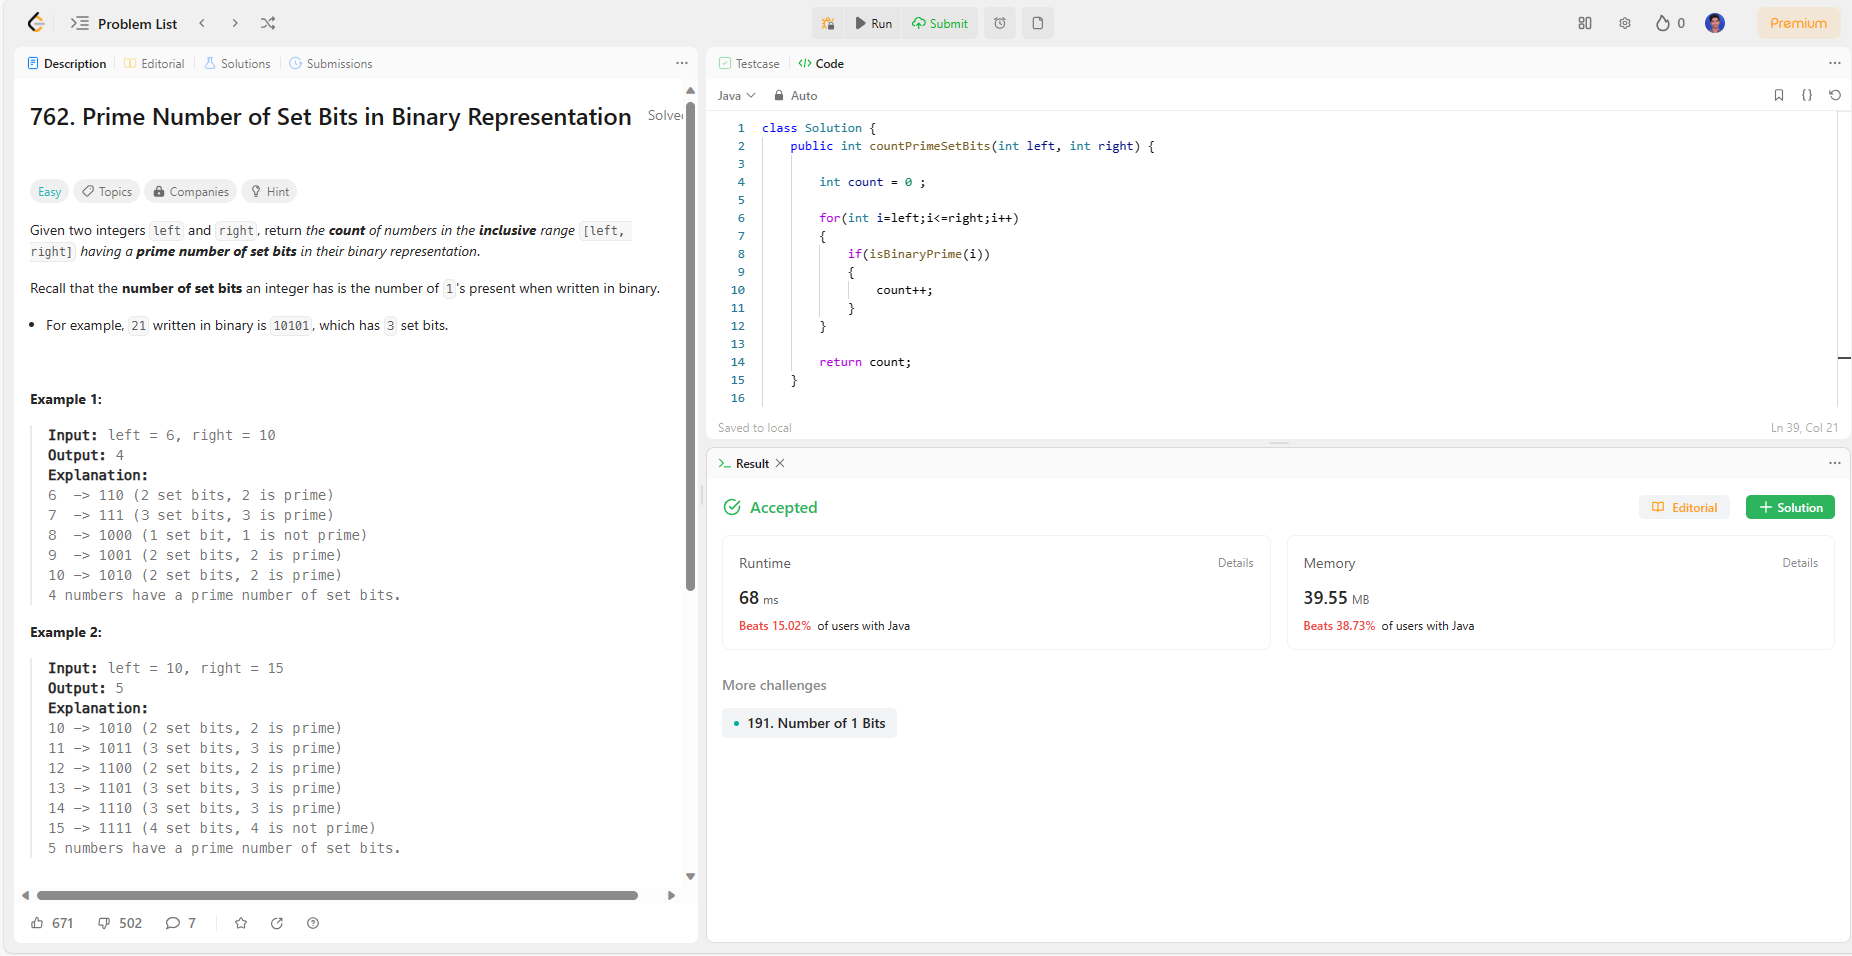 Problem List
Run
Submit
0
Premium
Description
Editorial
Solutions
Submissions
762. Prime Number of Set Bits in Binary Representation
Easy
Topics
Companies
Hint
Given two integers left and right, return the count of numbers in the inclusive range [left,
right] having a prime number of set bits in their binary representation.
Recall that the number of set bits an integer has is the number of 1's present when written in binary.
• For example, 21 written in binary is 10101, which has 3 set bits.
Example 1:
Input: left = 6, right = 10
Output: 4
Explanation:
6 -> 110 (2 set bits, 2 is prime)
7 -> 111 (3 set bits, 3 is prime)
8 -> 1000 (1 set bit, 1 is not prime)
9 -> 1001 (2 set bits, 2 is prime)
10 -> 1010 (2 set bits, 2 is prime)
4 numbers have a prime number of set bits.
Example 2:
Input: left = 10, right = 15
Output: 5
Explanation:
10 -> 1010 (2 set bits, 2 is prime)
11 -> 1011 (3 set bits, 3 is prime)
12 -> 1100 (2 set bits, 2 is prime)
13 -> 1101 (3 set bits, 3 is prime)
14 -> 1110 (3 set bits, 3 is prime)
15 -> 1111 (4 set bits, 4 is not prime)
5 numbers have a prime number of set bits.
671
502
7
Testcase
Code
Java
Auto
1 class Solution {
2 public int countPrimeSetBits(int left, int right) {
3
4 int count = 0 ;
5
6 for(int i=left;i<=right;i++)
7 {
8 if(isBinaryPrime(i))
9 {
10 count++;
11 }
12 }
13
14 return count;
15 }
16
Saved to local
Ln 39, Col 21
Result
Accepted
Editorial
Solution
Runtime
Details
68 ms
Beats 15.02% of users with Java
Memory
Details
39.55 MB
Beats 38.73% of users with Java
More challenges
• 191. Number of 1 Bits